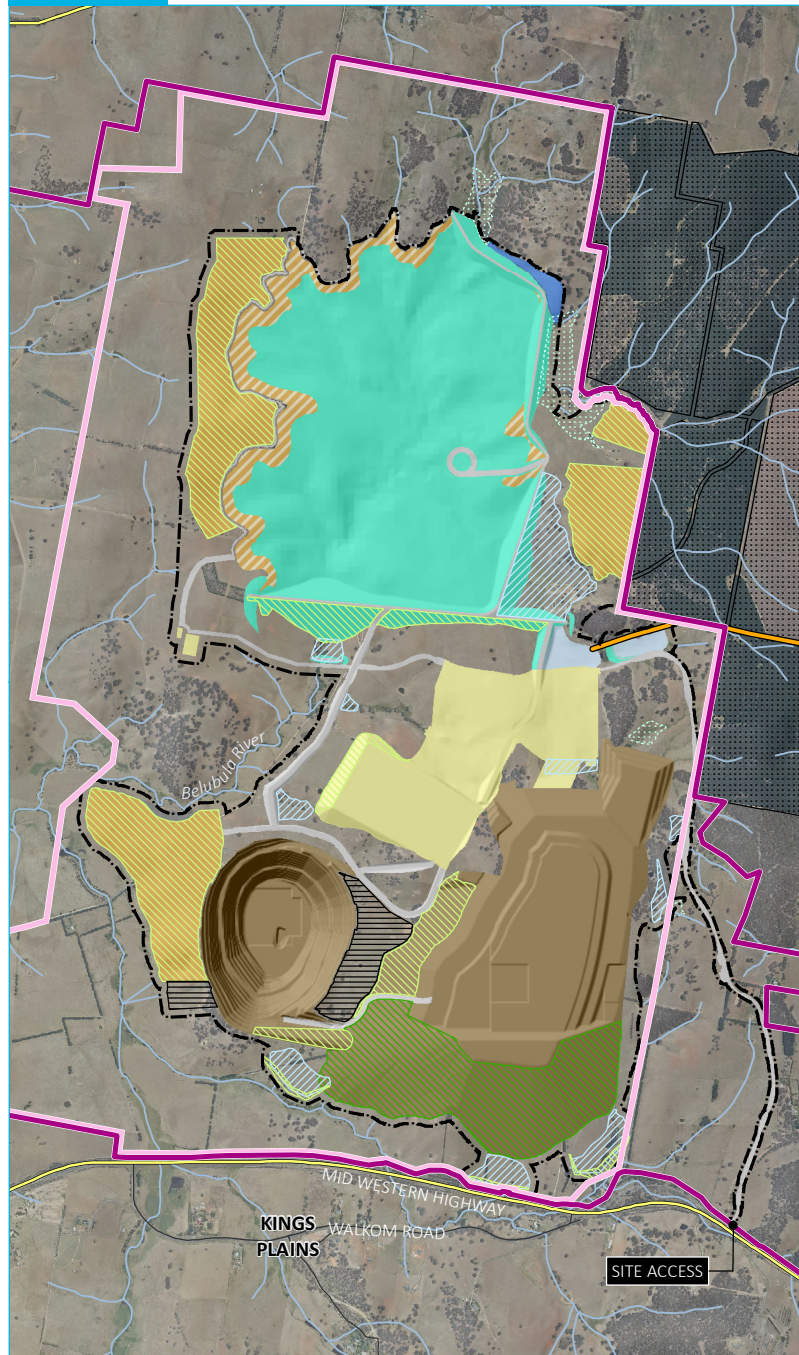 Belubula River
MID WESTERN HIGHWAY
KINGS
PLAINS
WALKOM ROAD
SITE ACCESS